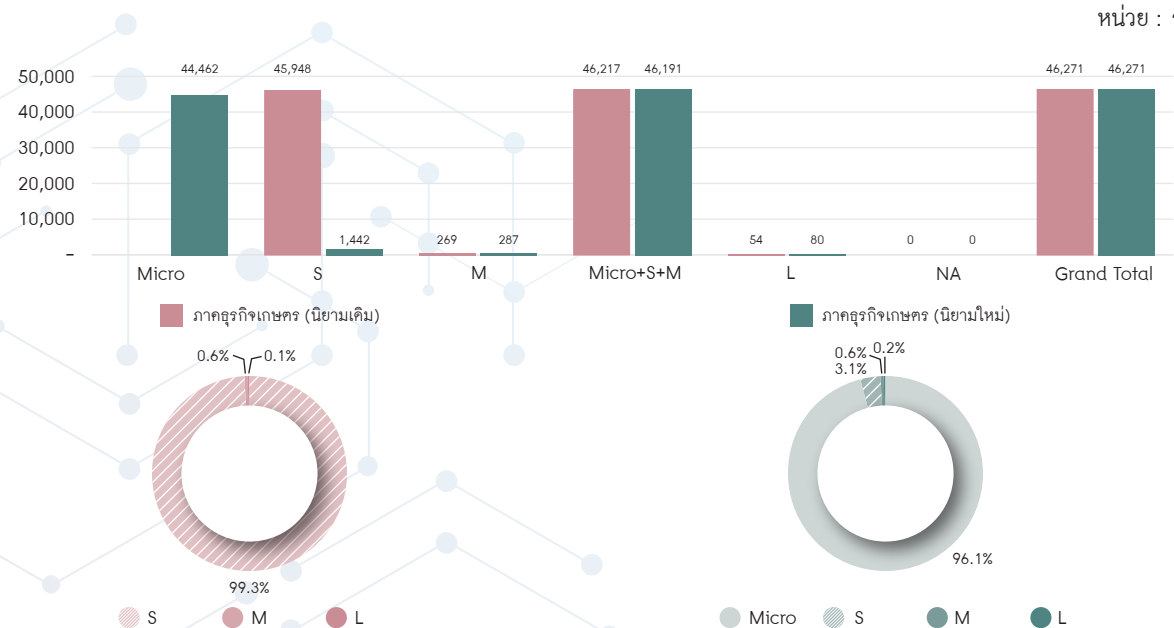 หน่วย :
44,462 45,948 46,217 46,191 46,271 46,271
50,000
40,000
30,000
20,000
10,000
1,442 269 287 54 80 0 0
–
Micro S M Micro+S+M L NA Grand Total
ภาคธุรกิจเกษตร (นิยามเดิม) ภาคธุรกิจเกษตร (นิยามใหม่)
0.6% 0.1% 0.6% 0.2%
3.1%
96.1%
99.3%
S M L Micro S M L